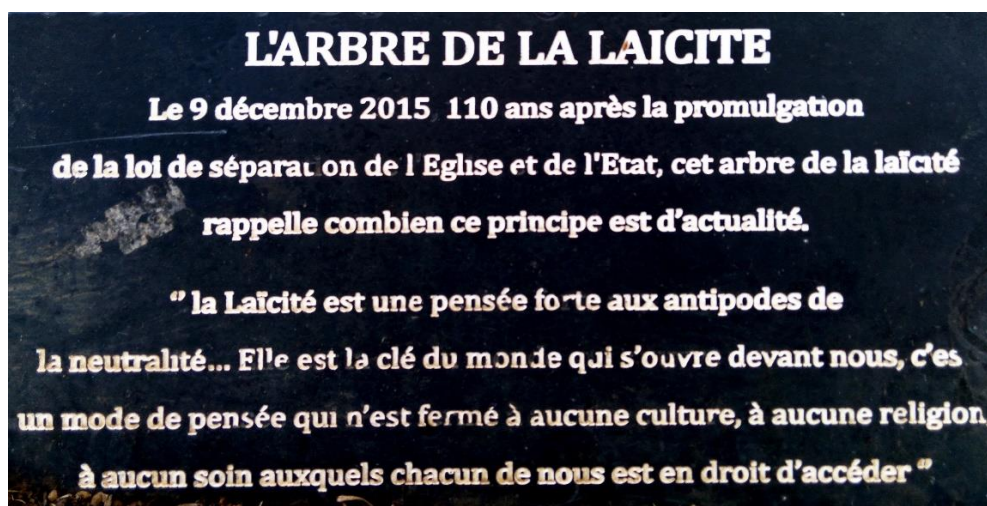 L'ARBRE DE LA LAICITE
Le 9 décembre 2015 110 ans après la promulgation
de la loi de séparation de l Eglise et de l'Etat, cet arbre de la laïcité
rappelle combien ce principe est d'actualité.
“ la Laïcité est une pensée forte aux antipodes de
la neutralité... Elle est la clé du monde qui s'ouvre devant nous, c'es
un mode de pensée qui n'est fermé à aucune culture, à aucune religion
à aucun soin auxquels chacun de nous est en droit d'accéder “